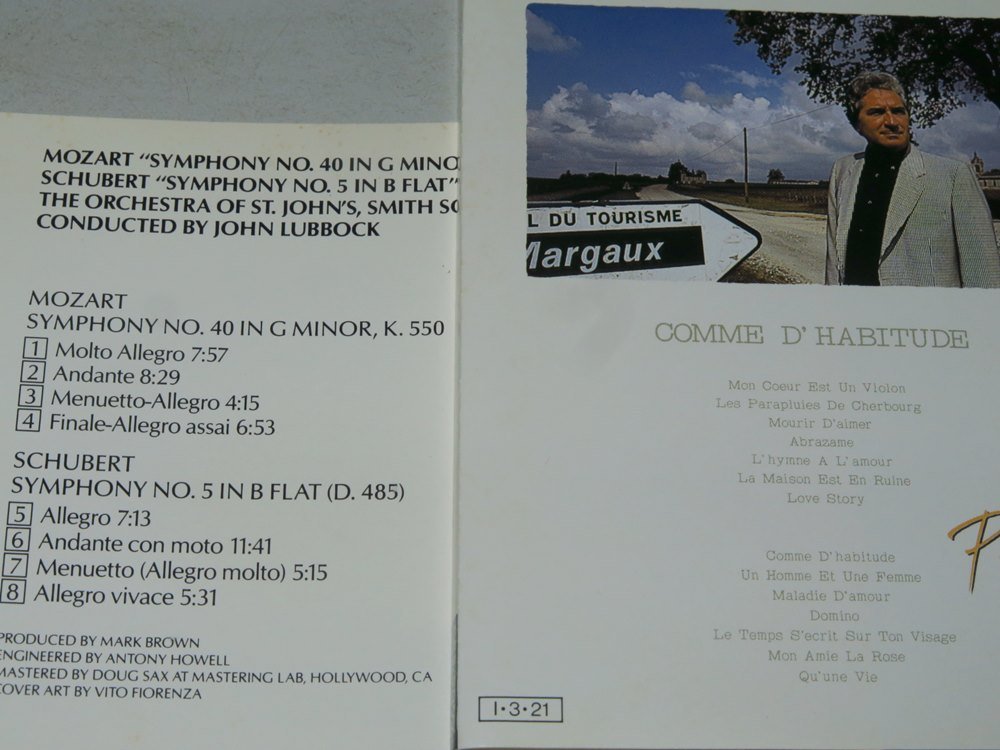 MOZART “SYMPHONY NO. 40 IN G MINO
SCHUBERT “SYMPHONY NO. 5 IN B FLAT”
THE ORCHESTRA OF ST. JOHN’S, SMITH SQ
CONDUCTED BY JOHN LUBBOCK
MOZART
SYMPHONY NO. 40 IN G MINOR, K. 550
1 Molto Allegro 7:57
2 Andante 8:29
3 Menuetto-Allegro 4:15
4 Finale-Allegro assai 6:53
SCHUBERT
SYMPHONY NO. 5 IN B FLAT (D. 485)
5 Allegro 7:13
6 Andante con moto 11:41
7 Menuetto (Allegro molto) 5:15
8 Allegro vivace 5:31
PRODUCED BY MARK BROWN
ENGINEERED BY ANTONY HOWELL
MASTERED BY DOUG SAX AT MASTERING LAB, HOLLYWOOD, CA
COVER ART BY VITO FIORENZA
L DU TOURISME
Margaux
COMME D'HABITUDE
Mon Coeur Est Un Violon
Les Parapluies De Cherbourg
Mourir D'aimer
Abrazame
L'hymne A L'amour
La Maison Est En Ruine
Love Story
Comme D'habitude
Un Homme Et Une Femme
Maladie D'amour
Domino
Le Temps S'ecrit Sur Ton Visage
Mon Amie La Rose
Qu'une Vie
1•3•21